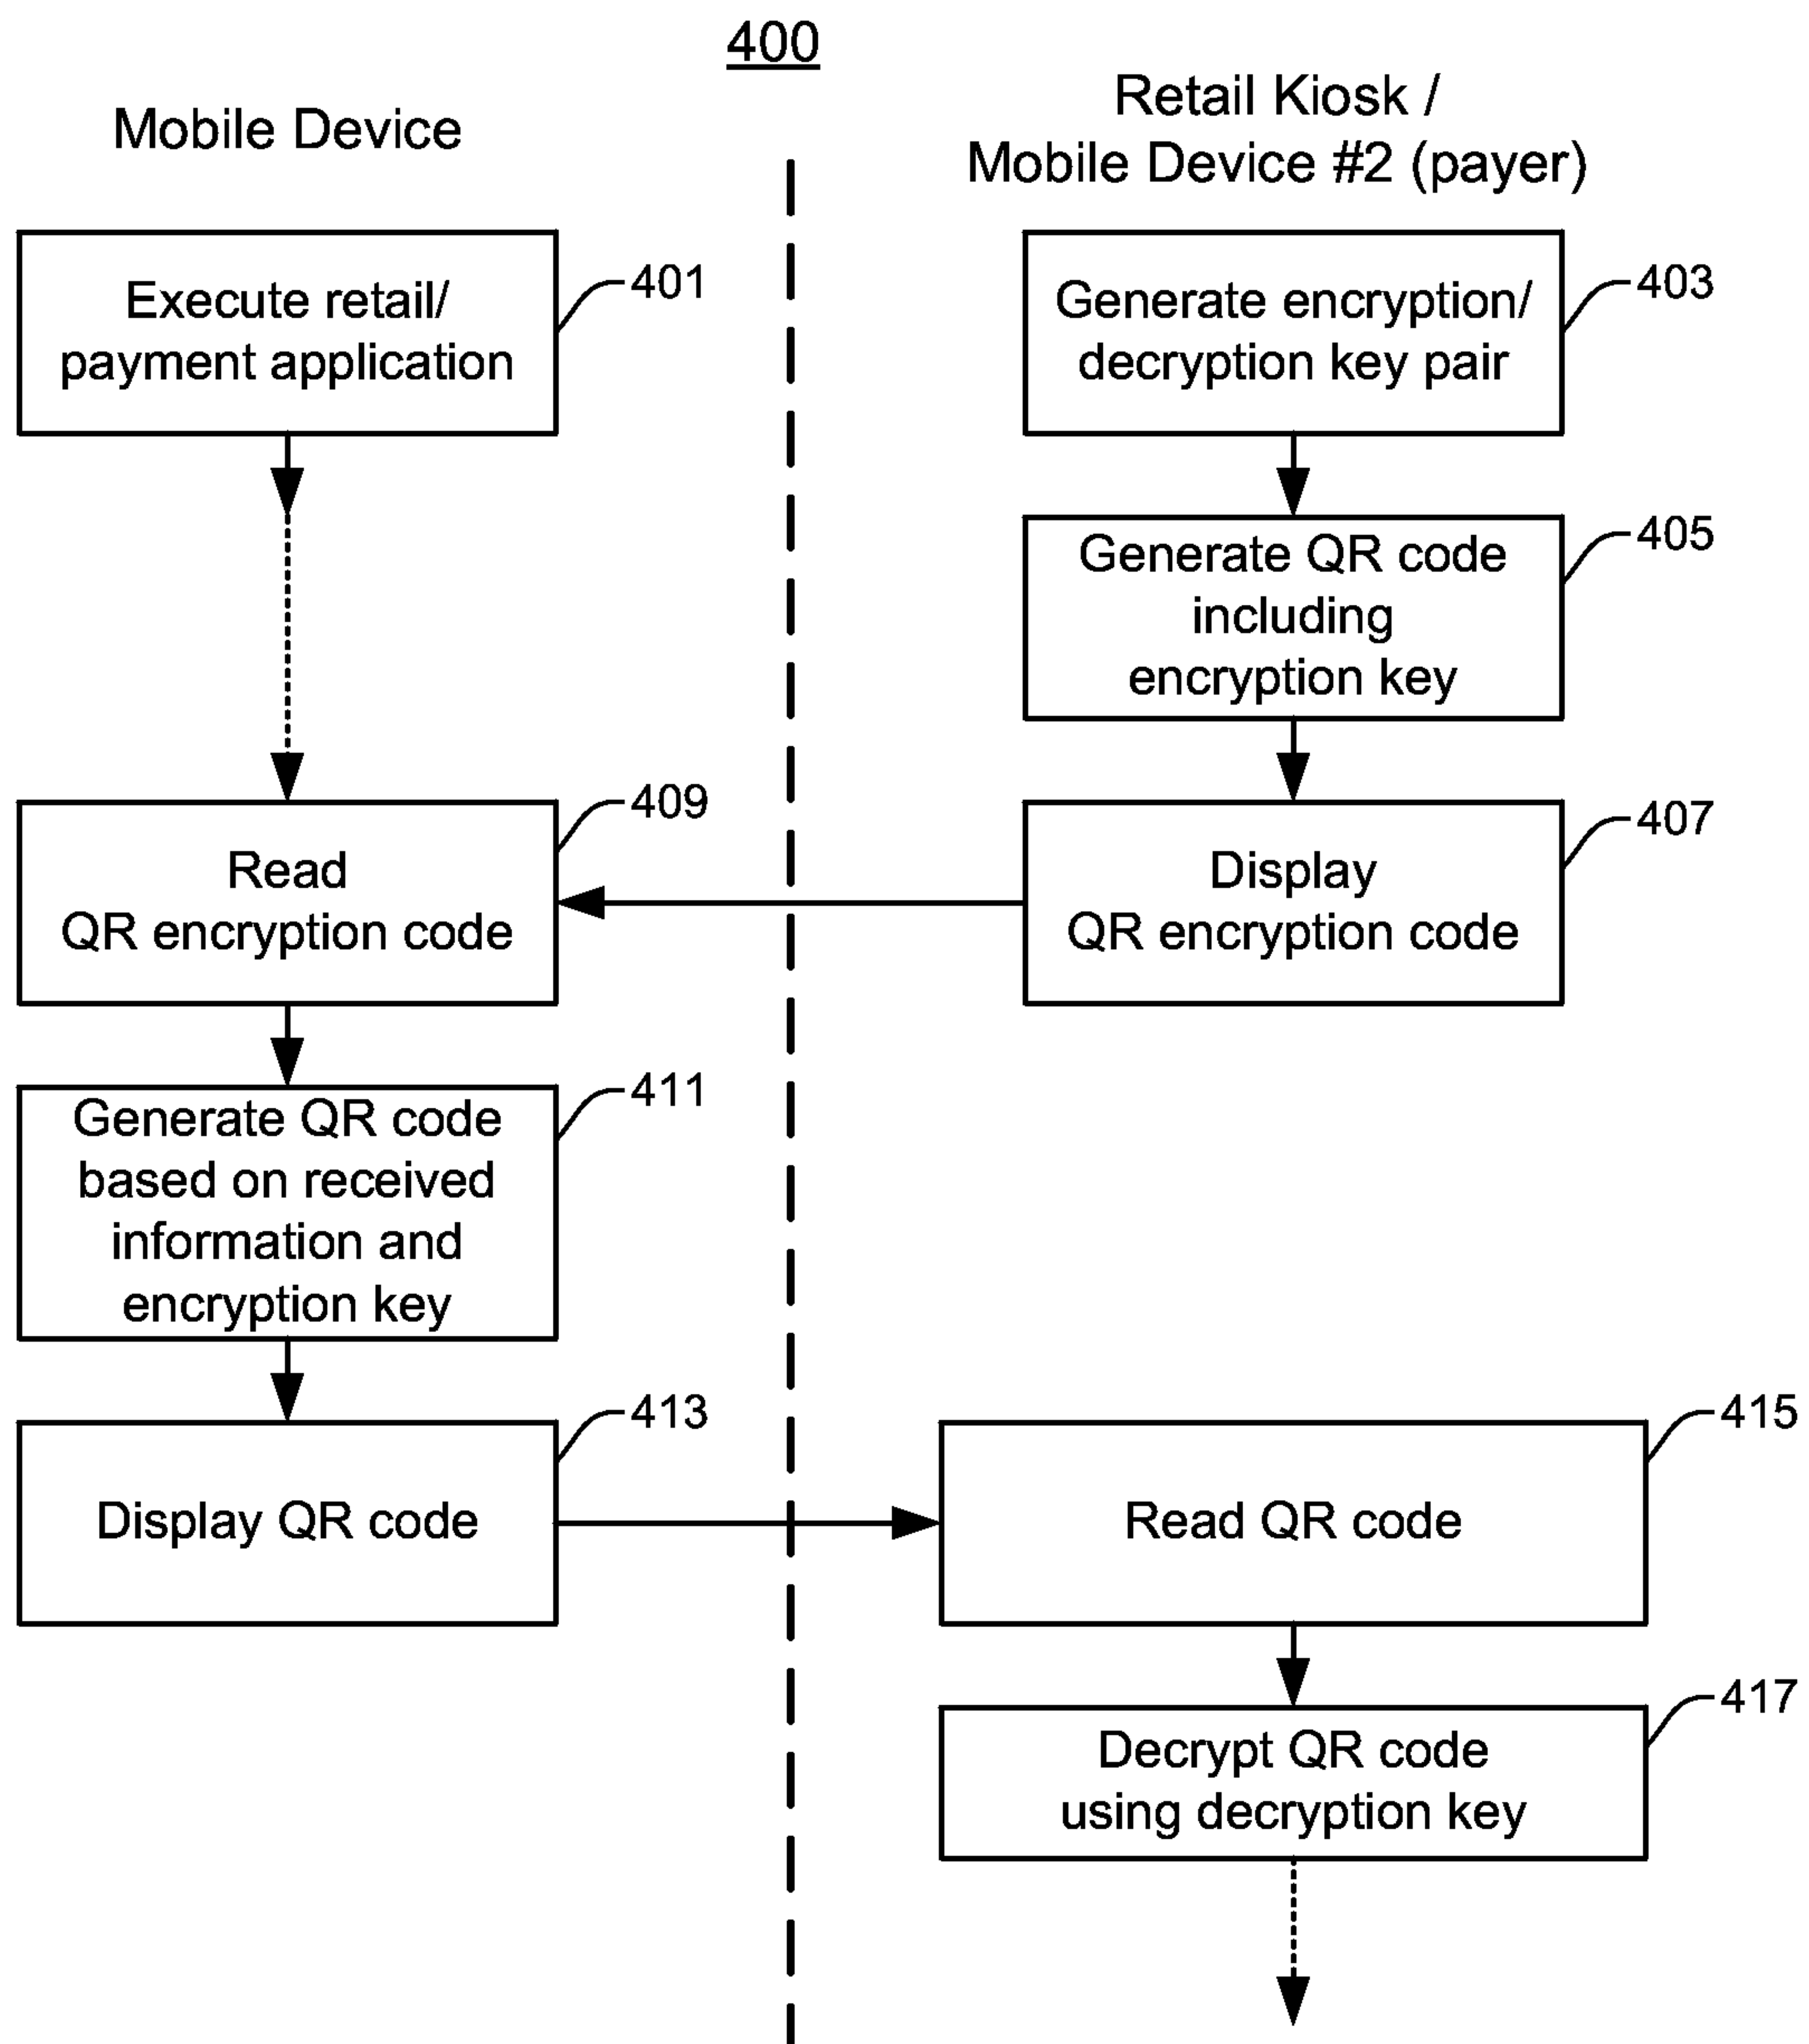 400
Mobile Device
Retail Kiosk /
Mobile Device #2 (payer)
Execute retail/
payment application
401
Generate encryption/
decryption key pair
403
Generate QR code
including
encryption key
405
Read
QR encryption code
409
Display
QR encryption code
407
Generate QR code
based on received
information and
encryption key
411
Display QR code
413
Read QR code
415
Decrypt QR code
using decryption key
417